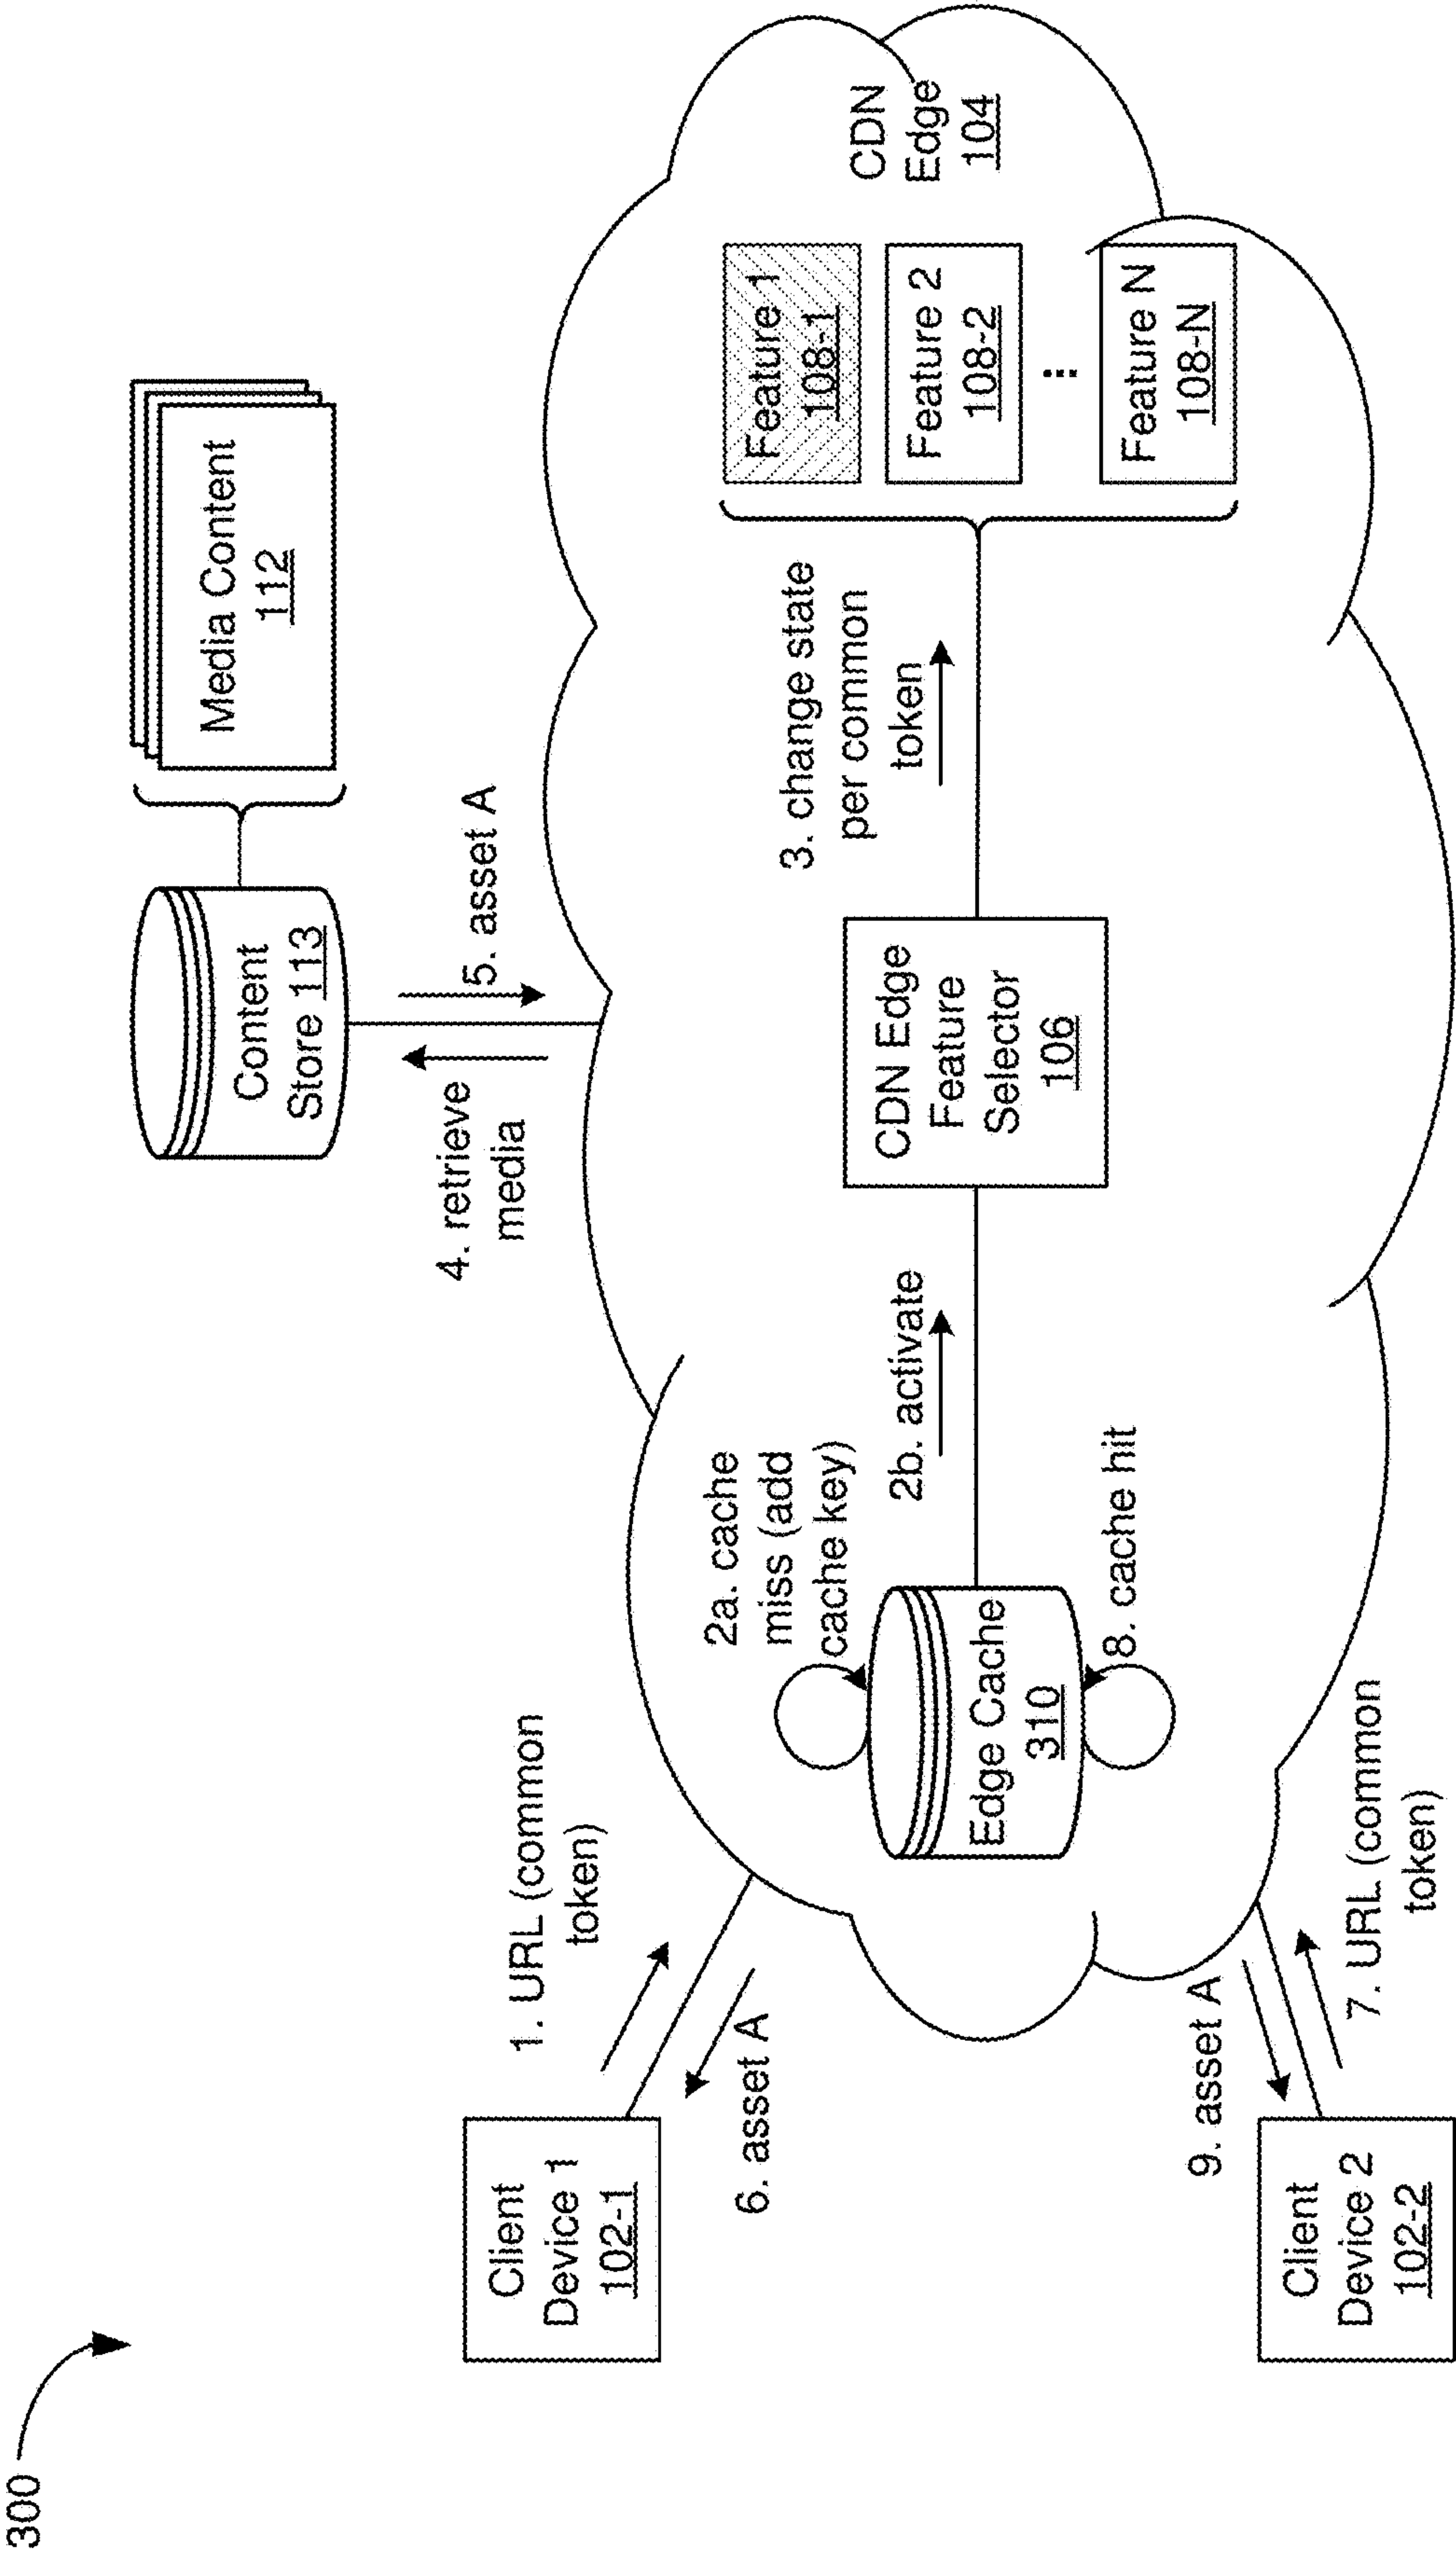 300
Media Content
112
Content
Store 113
4. retrieve
media
5. asset A
Client
Device 1
102-1
1. URL (common
token)
6. asset A
2a. cache
miss (add
cache key)
Edge Cache
310
2b. activate
8. cache hit
CDN Edge
Feature
Selector
106
3. change state
per common
token
Feature 1
108-1
Feature 2
108-2
...
Feature N
108-N
CDN
Edge
104
Client
Device 2
102-2
9. asset A
7. URL (common
token)